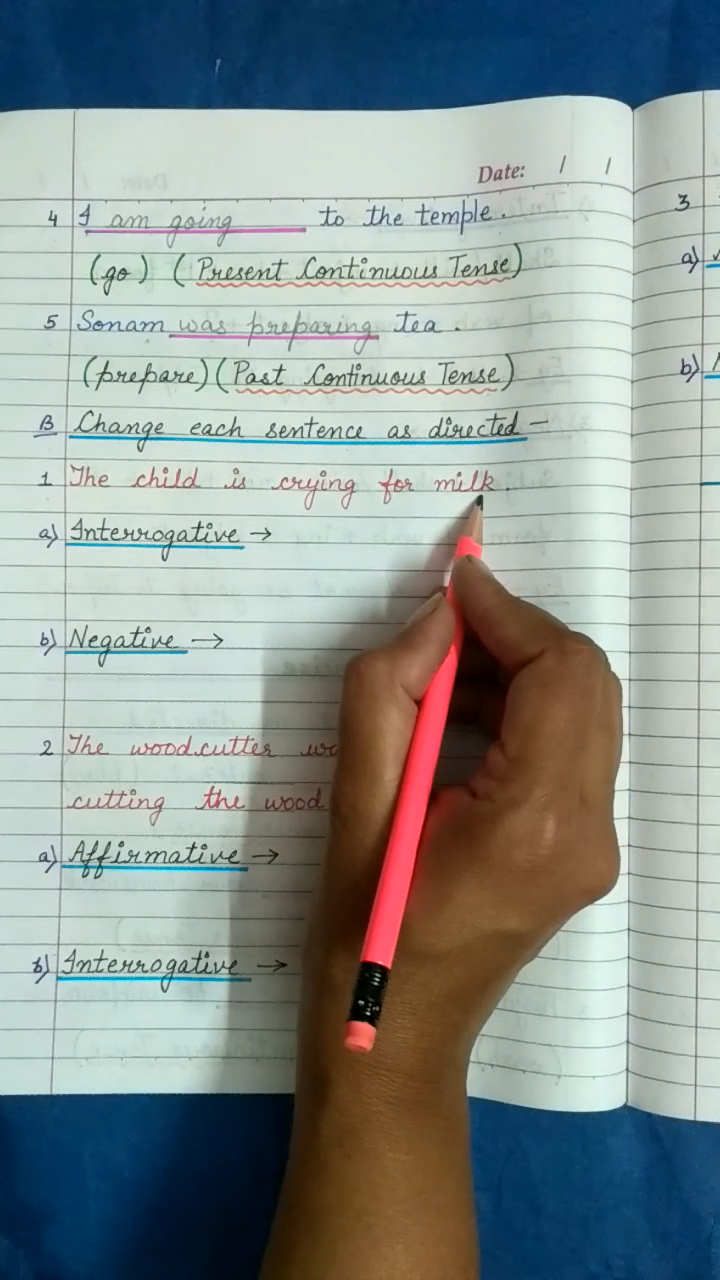 Date: / /
4 I am going to the temple.
(go) (Present Continuous Tense)
5 Sonam was preparing tea.
(prepare) (Past Continuous Tense)
B Change each sentence as directed -
1 The child is crying for milk.
a) Interrogative →
b) Negative →
2 The woodcutter
cutting the wood
a) Affirmative →
b) Interrogative →
3
a)
b)